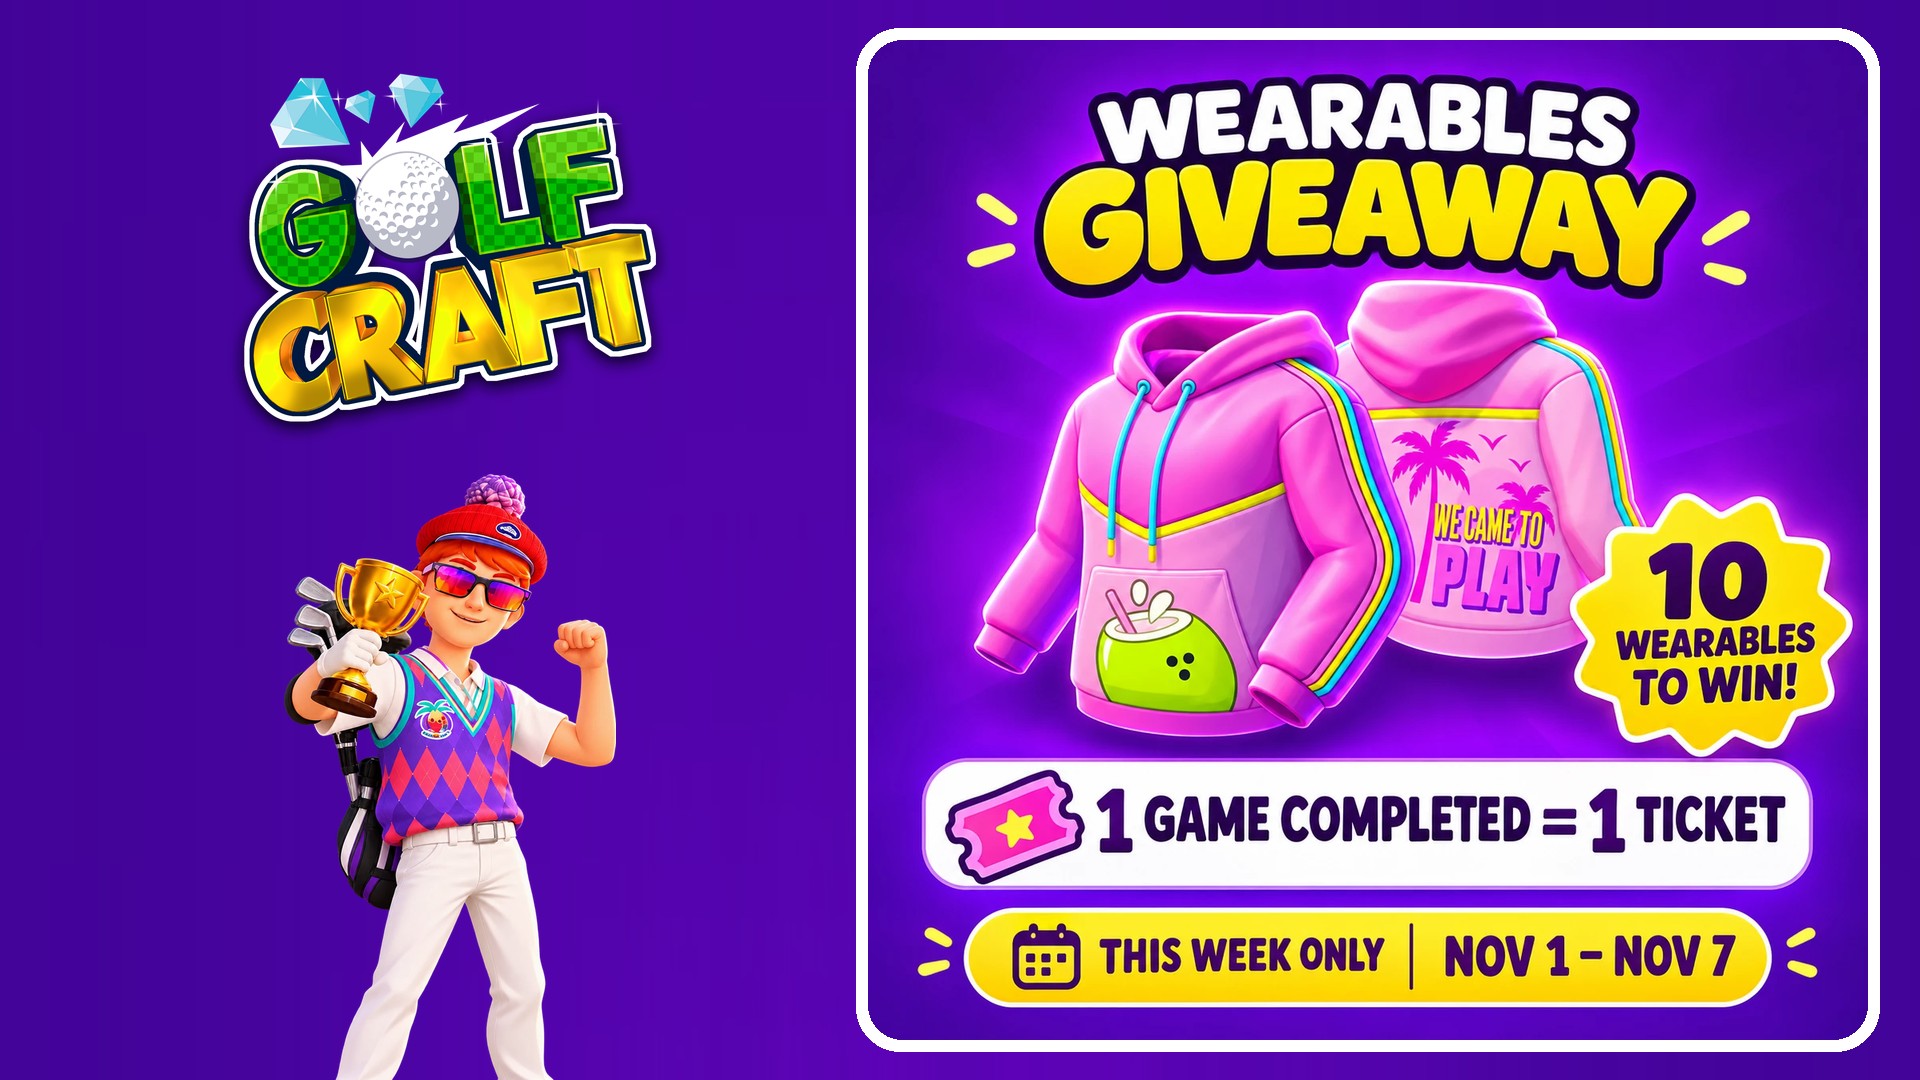 GOLF
CRAFT
WEARABLES
GIVEAWAY
WE CAME TO
PLAY
10
WEARABLES
TO WIN!
1 GAME COMPLETED = 1 TICKET
THIS WEEK ONLY | NOV 1 – NOV 7